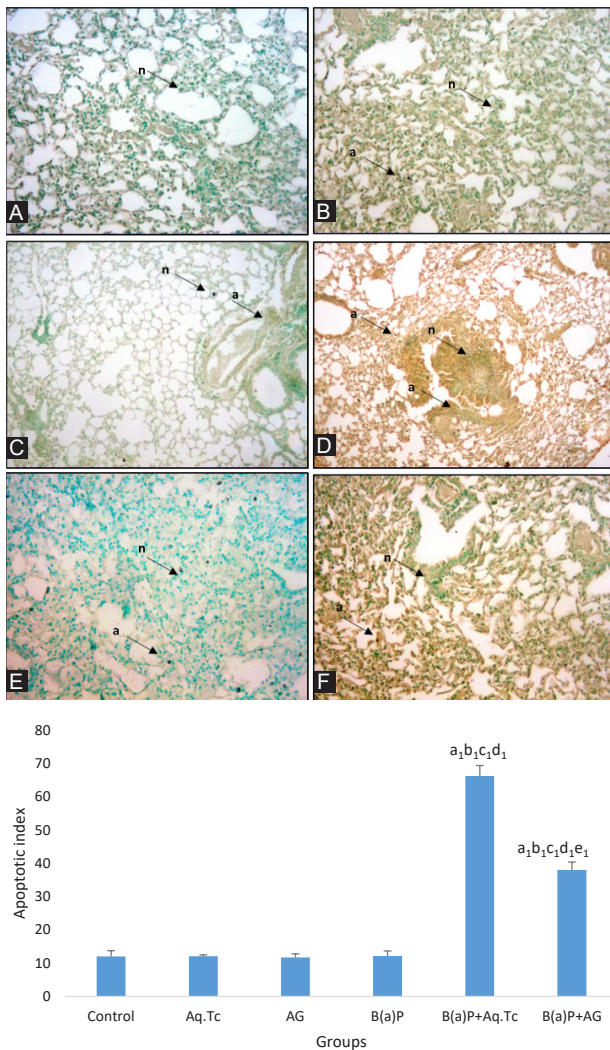 n
A
n
a
B
n
a
C
a
n
a
D
n
a
E
n
a
F
80
70
60
50
40
30
20
10
0
Apoptotic index
a₁b₁c₁d₁
a₁b₁c₁d₁e₁
Control Aq.Tc AG B(a)P B(a)P+Aq.Tc B(a)P+AG
Groups